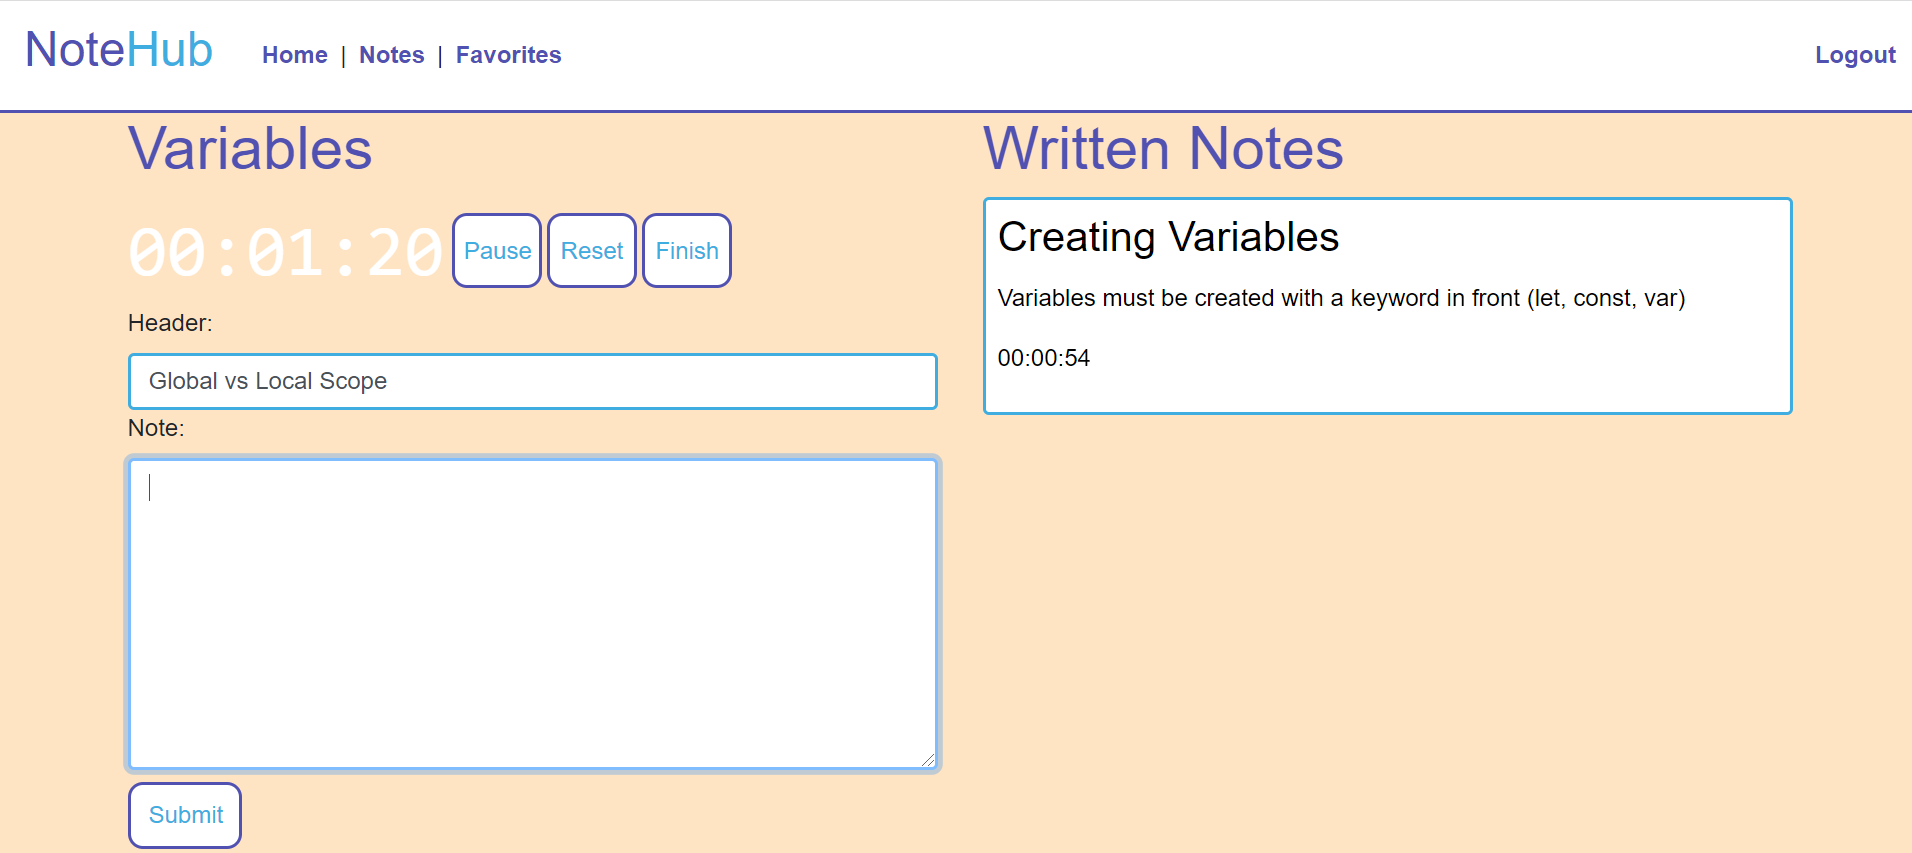 NoteHub Home | Notes | Favorites Logout
Variables
00:01:20 Pause Reset Finish
Header:
Global vs Local Scope
Note:
Submit
Written Notes
Creating Variables
Variables must be created with a keyword in front (let, const, var)
00:00:54